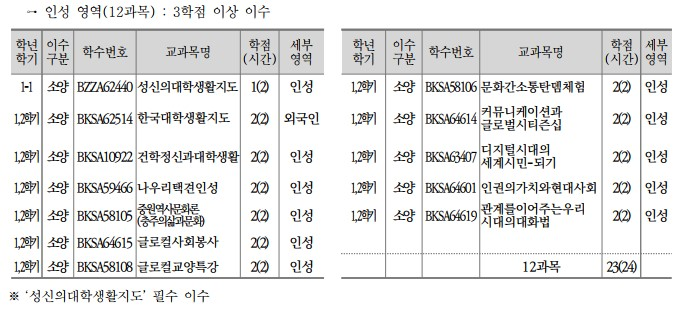 → 인성 영역(12과목) : 3학점 이상 이수
학년 학기 이수 구분 학수번호 교과목명 학점 (시간) 세부 영역
1-1 소양 BZZA62440 성신의대학생활지도 1(2) 인성
1,2학기 소양 BKSA62514 한국대학생활지도 2(2) 외국인
1,2학기 소양 BKSA10922 건학정신과대학생활 2(2) 인성
1,2학기 소양 BKSA59466 나우리택견인성 2(2) 인성
1,2학기 소양 BKSA58105 중원역사문화론 (충주의삶과문화) 2(2) 인성
1,2학기 소양 BKSA64615 글로컬사회봉사 2(2) 인성
1,2학기 소양 BKSA58108 글로컬교양특강 2(2) 인성
학년 학기 이수 구분 학수번호 교과목명 학점 (시간) 세부 영역
1,2학기 소양 BKSA58106 문화간소통탄뎀체험 2(2) 인성
1,2학기 소양 BKSA64614 커뮤니케이션과 글로벌시티즌십 2(2) 인성
1,2학기 소양 BKSA63407 디지털시대의 세계시민-되기 2(2) 인성
1,2학기 소양 BKSA64601 인권의가치와현대사회 2(2) 인성
1,2학기 소양 BKSA64619 관계를이어주는우리 시대의대화법 2(2) 인성
12과목 23(24)
※ '성신의대학생활지도' 필수 이수